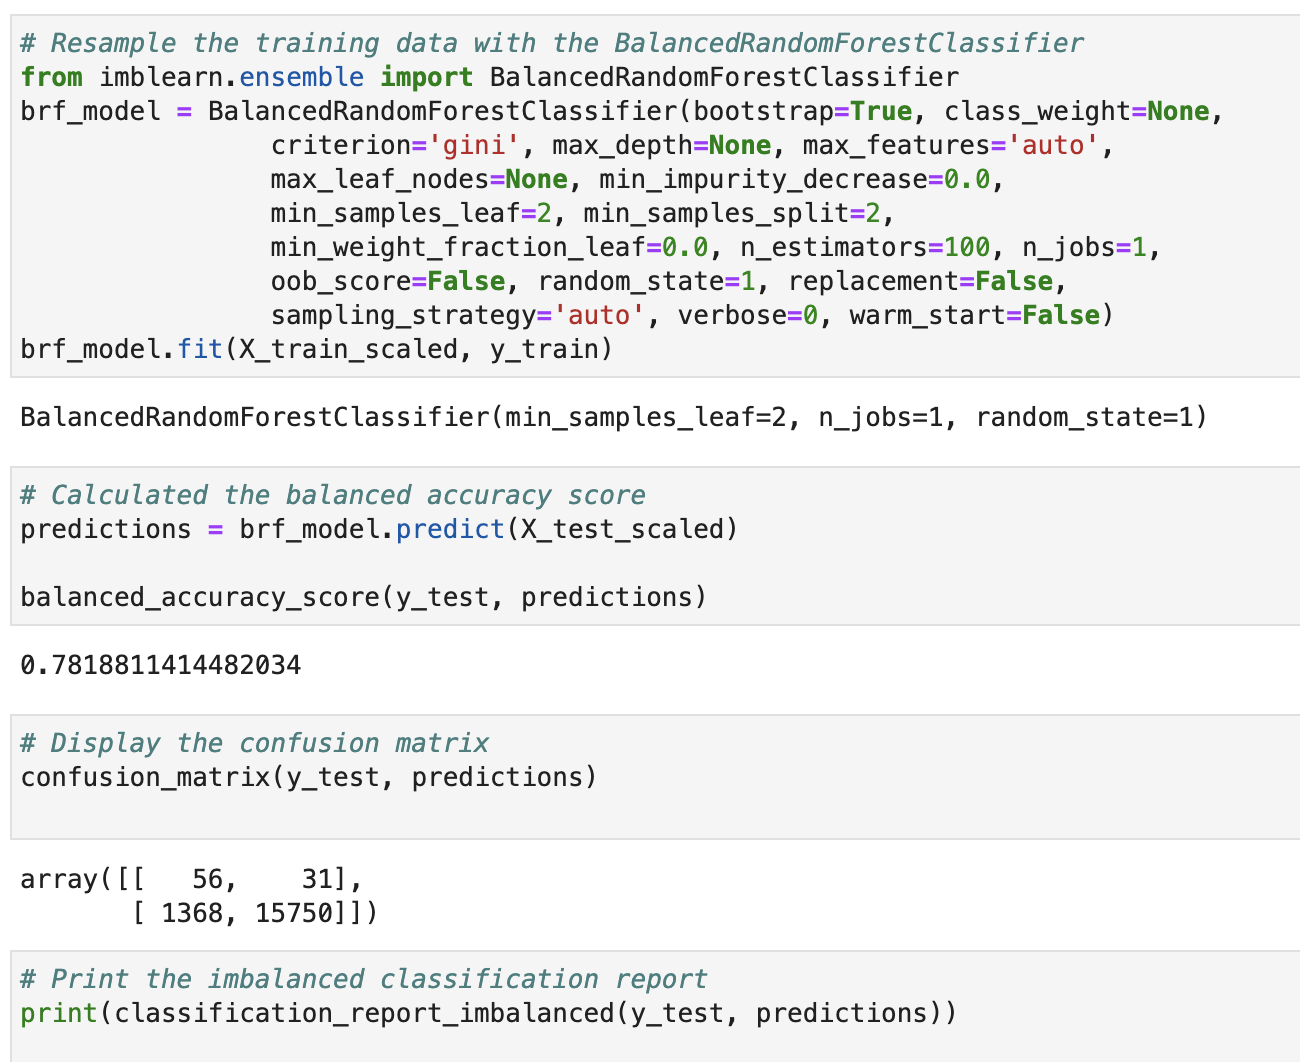 # Resample the training data with the BalancedRandomForestClassifier
from imblearn.ensemble import BalancedRandomForestClassifier
brf_model = BalancedRandomForestClassifier(bootstrap=True, class_weight=None,
                criterion='gini', max_depth=None, max_features='auto',
                max_leaf_nodes=None, min_impurity_decrease=0.0,
                min_samples_leaf=2, min_samples_split=2,
                min_weight_fraction_leaf=0.0, n_estimators=100, n_jobs=1,
                oob_score=False, random_state=1, replacement=False,
                sampling_strategy='auto', verbose=0, warm_start=False)
brf_model.fit(X_train_scaled, y_train)
BalancedRandomForestClassifier(min_samples_leaf=2, n_jobs=1, random_state=1)
# Calculated the balanced accuracy score
predictions = brf_model.predict(X_test_scaled)
balanced_accuracy_score(y_test, predictions)
0.7818811414482034
# Display the confusion matrix
confusion_matrix(y_test, predictions)
array([[   56,    31],
       [ 1368, 15750]])
# Print the imbalanced classification report
print(classification_report_imbalanced(y_test, predictions))